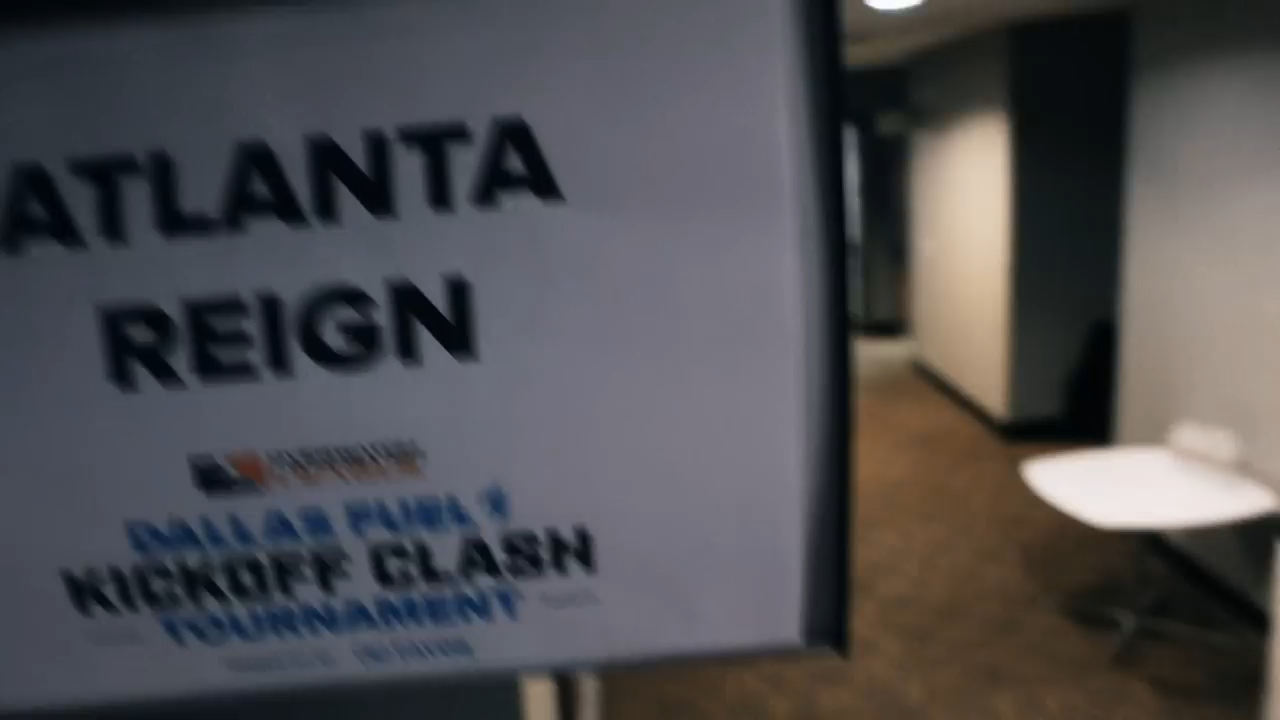 ATLANTA
REIGN
DALLAS FUEL
KICKOFF CLASH
TOURNAMENT